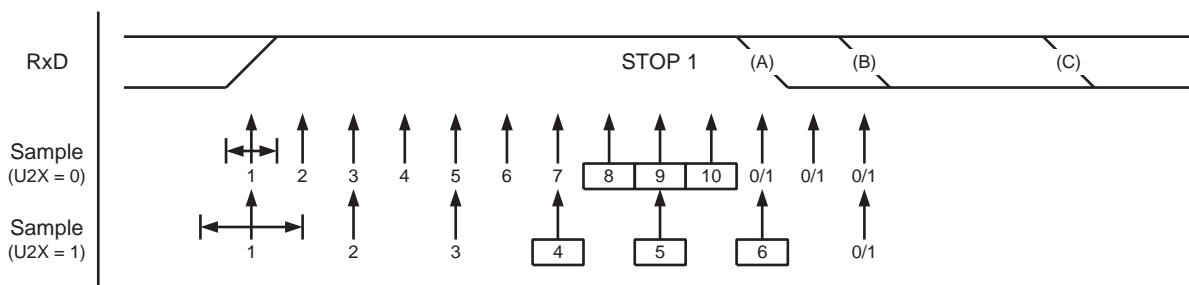 RxD STOP 1 (A) (B) (C)
Sample
(U2X = 0)
1 2 3 4 5 6 7 8 9 10 0/1 0/1 0/1
Sample
(U2X = 1)
1 2 3 4 5 6 0/1